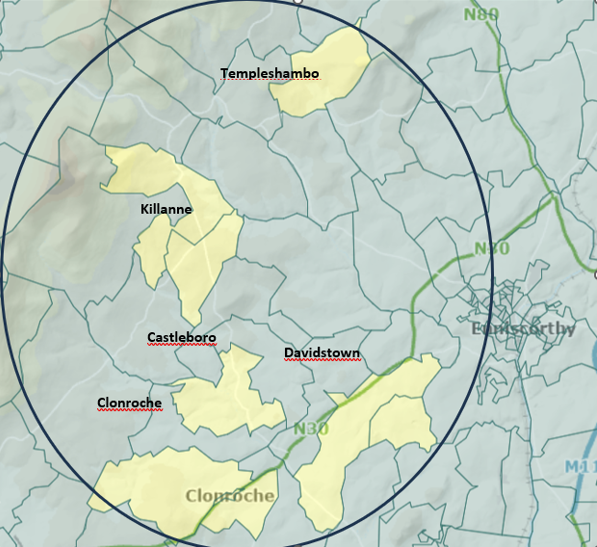 N80
Templeshambo
Killanne
N30
Enniscorthy
Castleboro
Davidstown
Clonroche
N30
M11
Clonroche